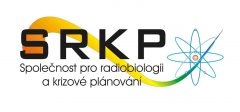 SRKP
Společnost pro radiobiologii
a krizové plánování